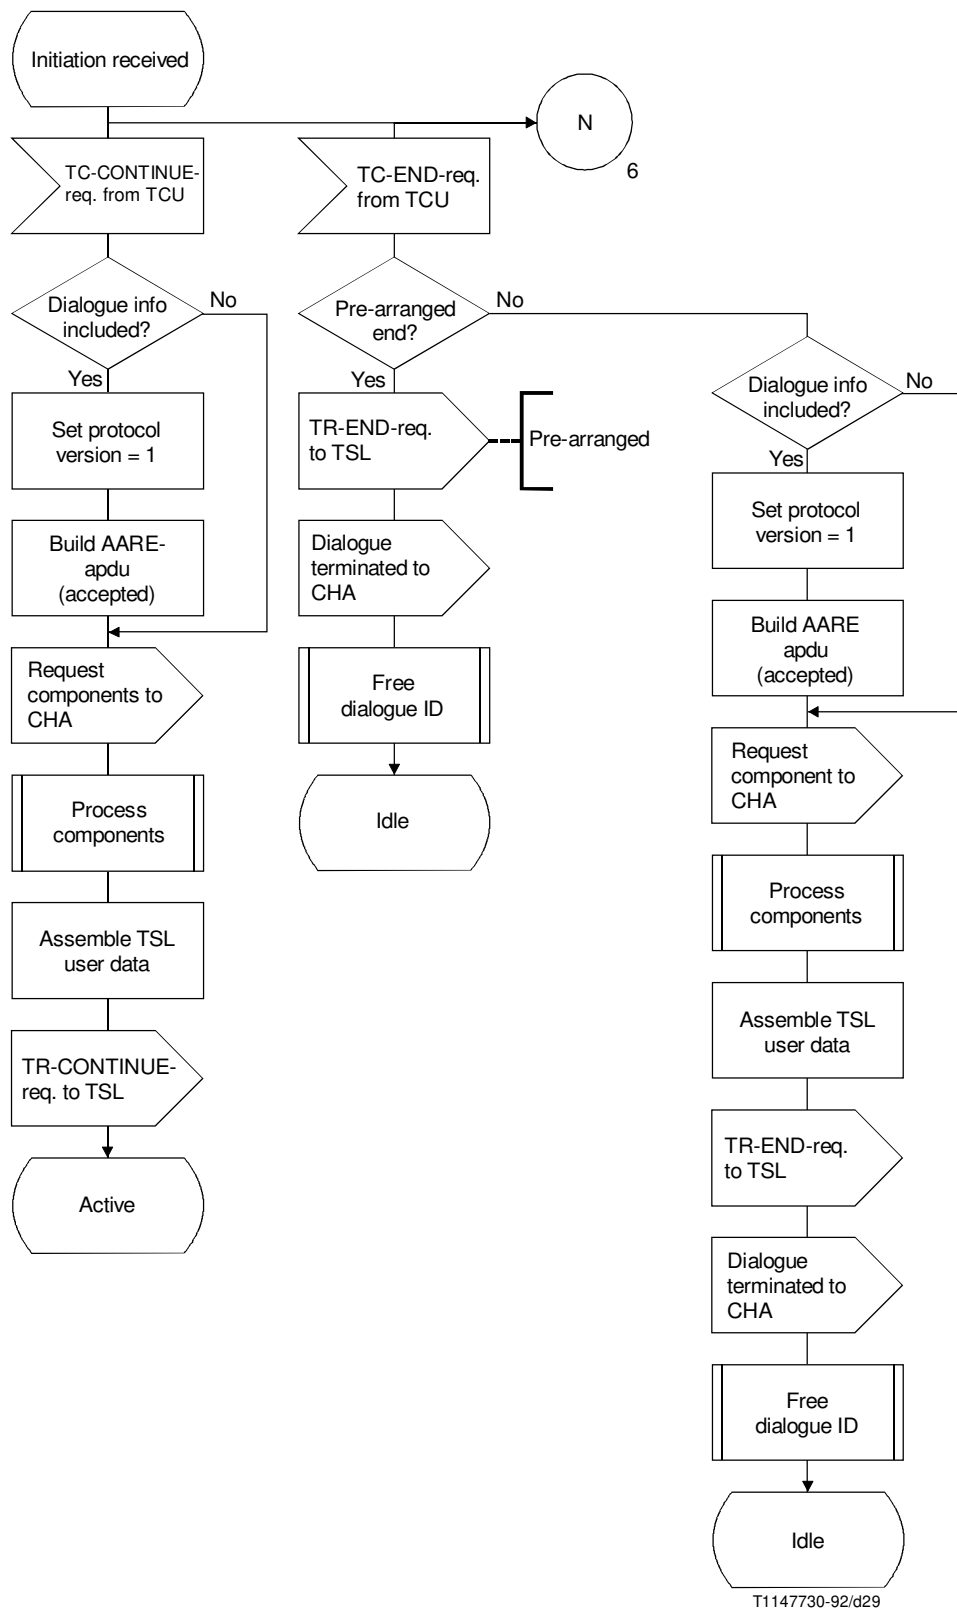 Initiation received
N
6
TC-CONTINUE-
req. from TCU
Dialogue info
included?
No
Yes
Set protocol
version = 1
Build AARE-
apdu
(accepted)
Request
components to
CHA
Process
components
Assemble TSL
user data
TR-CONTINUE-
req. to TSL
Active
TC-END-req.
from TCU
Pre-arranged
end?
No
Yes
TR-END-req.
to TSL
Pre-arranged
Dialogue
terminated to
CHA
Free
dialogue ID
Idle
Dialogue info
included?
No
Yes
Set protocol
version = 1
Build AARE
apdu
(accepted)
Request
component to
CHA
Process
components
Assemble TSL
user data
TR-END-req.
to TSL
Dialogue
terminated to
CHA
Free
dialogue ID
Idle
T1147730-92/d29